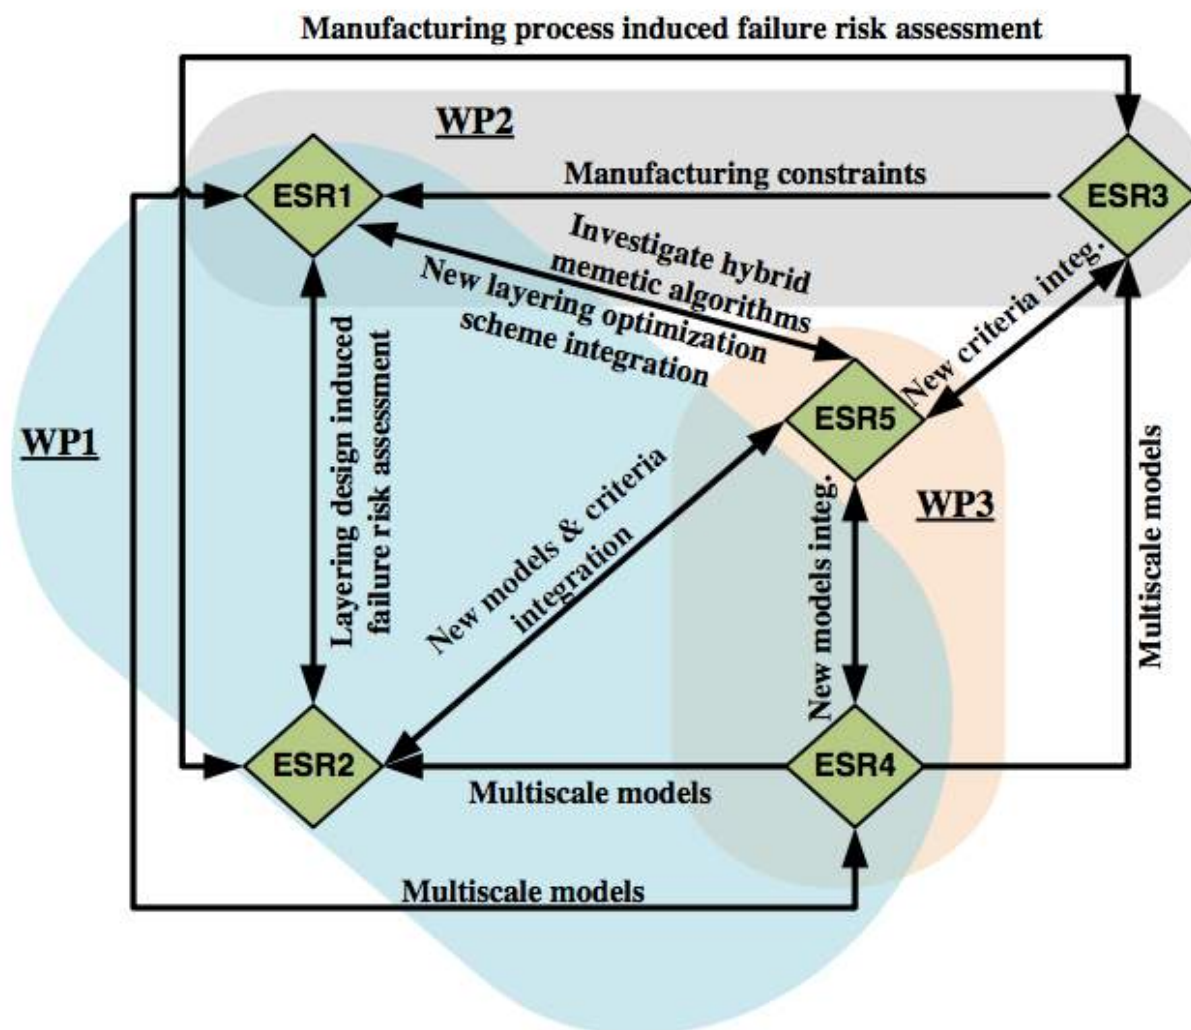 Manufacturing process induced failure risk assessment
WP2
ESR1
Manufacturing constraints
ESR3
Investigate hybrid
memetic algorithms
New layering optimization
scheme integration
New criteria integ.
WP1
Layering design induced
failure risk assessment
ESR5
WP3
New models & criteria
integration
New models integ.
Multiscale models
ESR2
Multiscale models
ESR4
Multiscale models